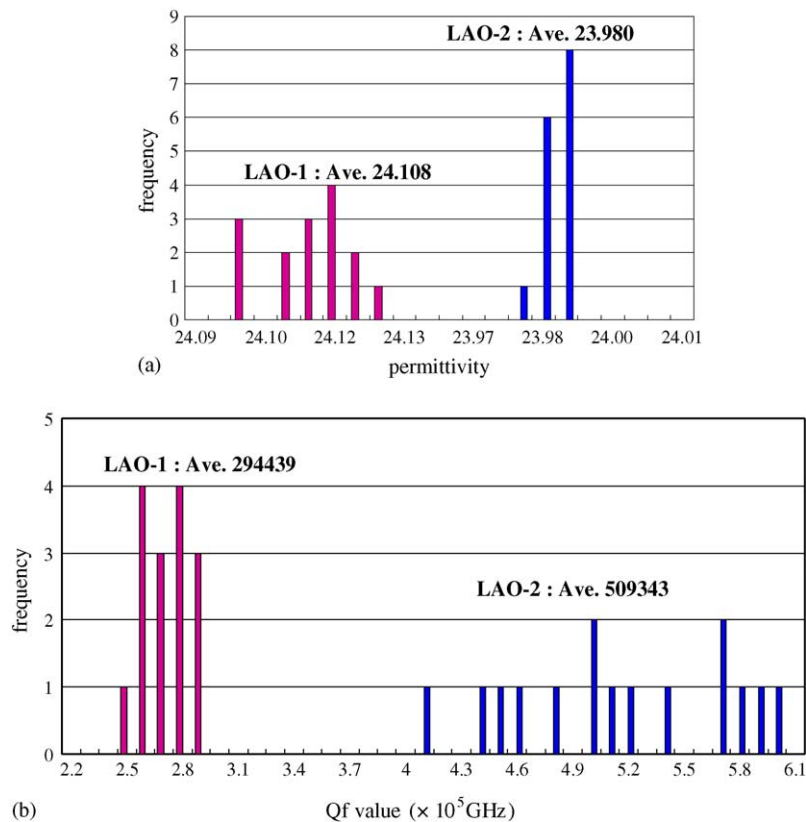 9
LAO-2 : Ave. 23.980
8
7
6
5
LAO-1 : Ave. 24.108
4
3
2
1
0
frequency
24.09 24.10 24.12 24.13 23.97 23.98 24.00 24.01
(a)
permittivity
5
LAO-1 : Ave. 294439
4
3
LAO-2 : Ave. 509343
2
1
0
frequency
2.2 2.5 2.8 3.1 3.4 3.7 4 4.3 4.6 4.9 5.2 5.5 5.8 6.1
(b)
Qf value (× 10⁵GHz)